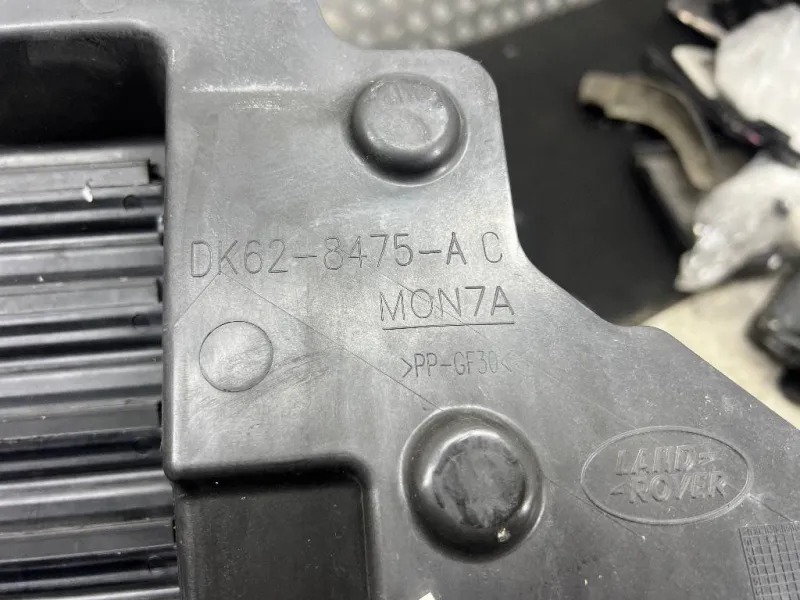 DK62-8475-A C
MON7A
>PP-GF30<
LAND-
-ROVER